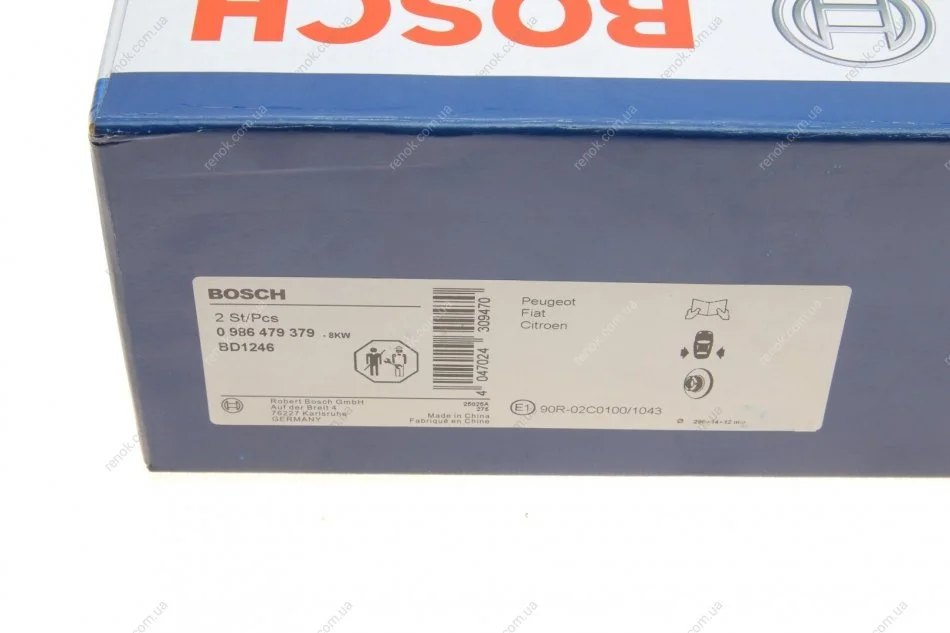 BOSCH
BOSCH
2 St/Pcs
0 986 479 379 - 8KW
BD1246
Robert Bosch GmbH
Auf der Breit 4
76227 Karlsruhe
GERMANY
4 047024 309470
25025A
275
Made in China
Fabriqué en Chine
Peugeot
Fiat
Citroen
E1 90R-02C0100/1043
renok.com.ua